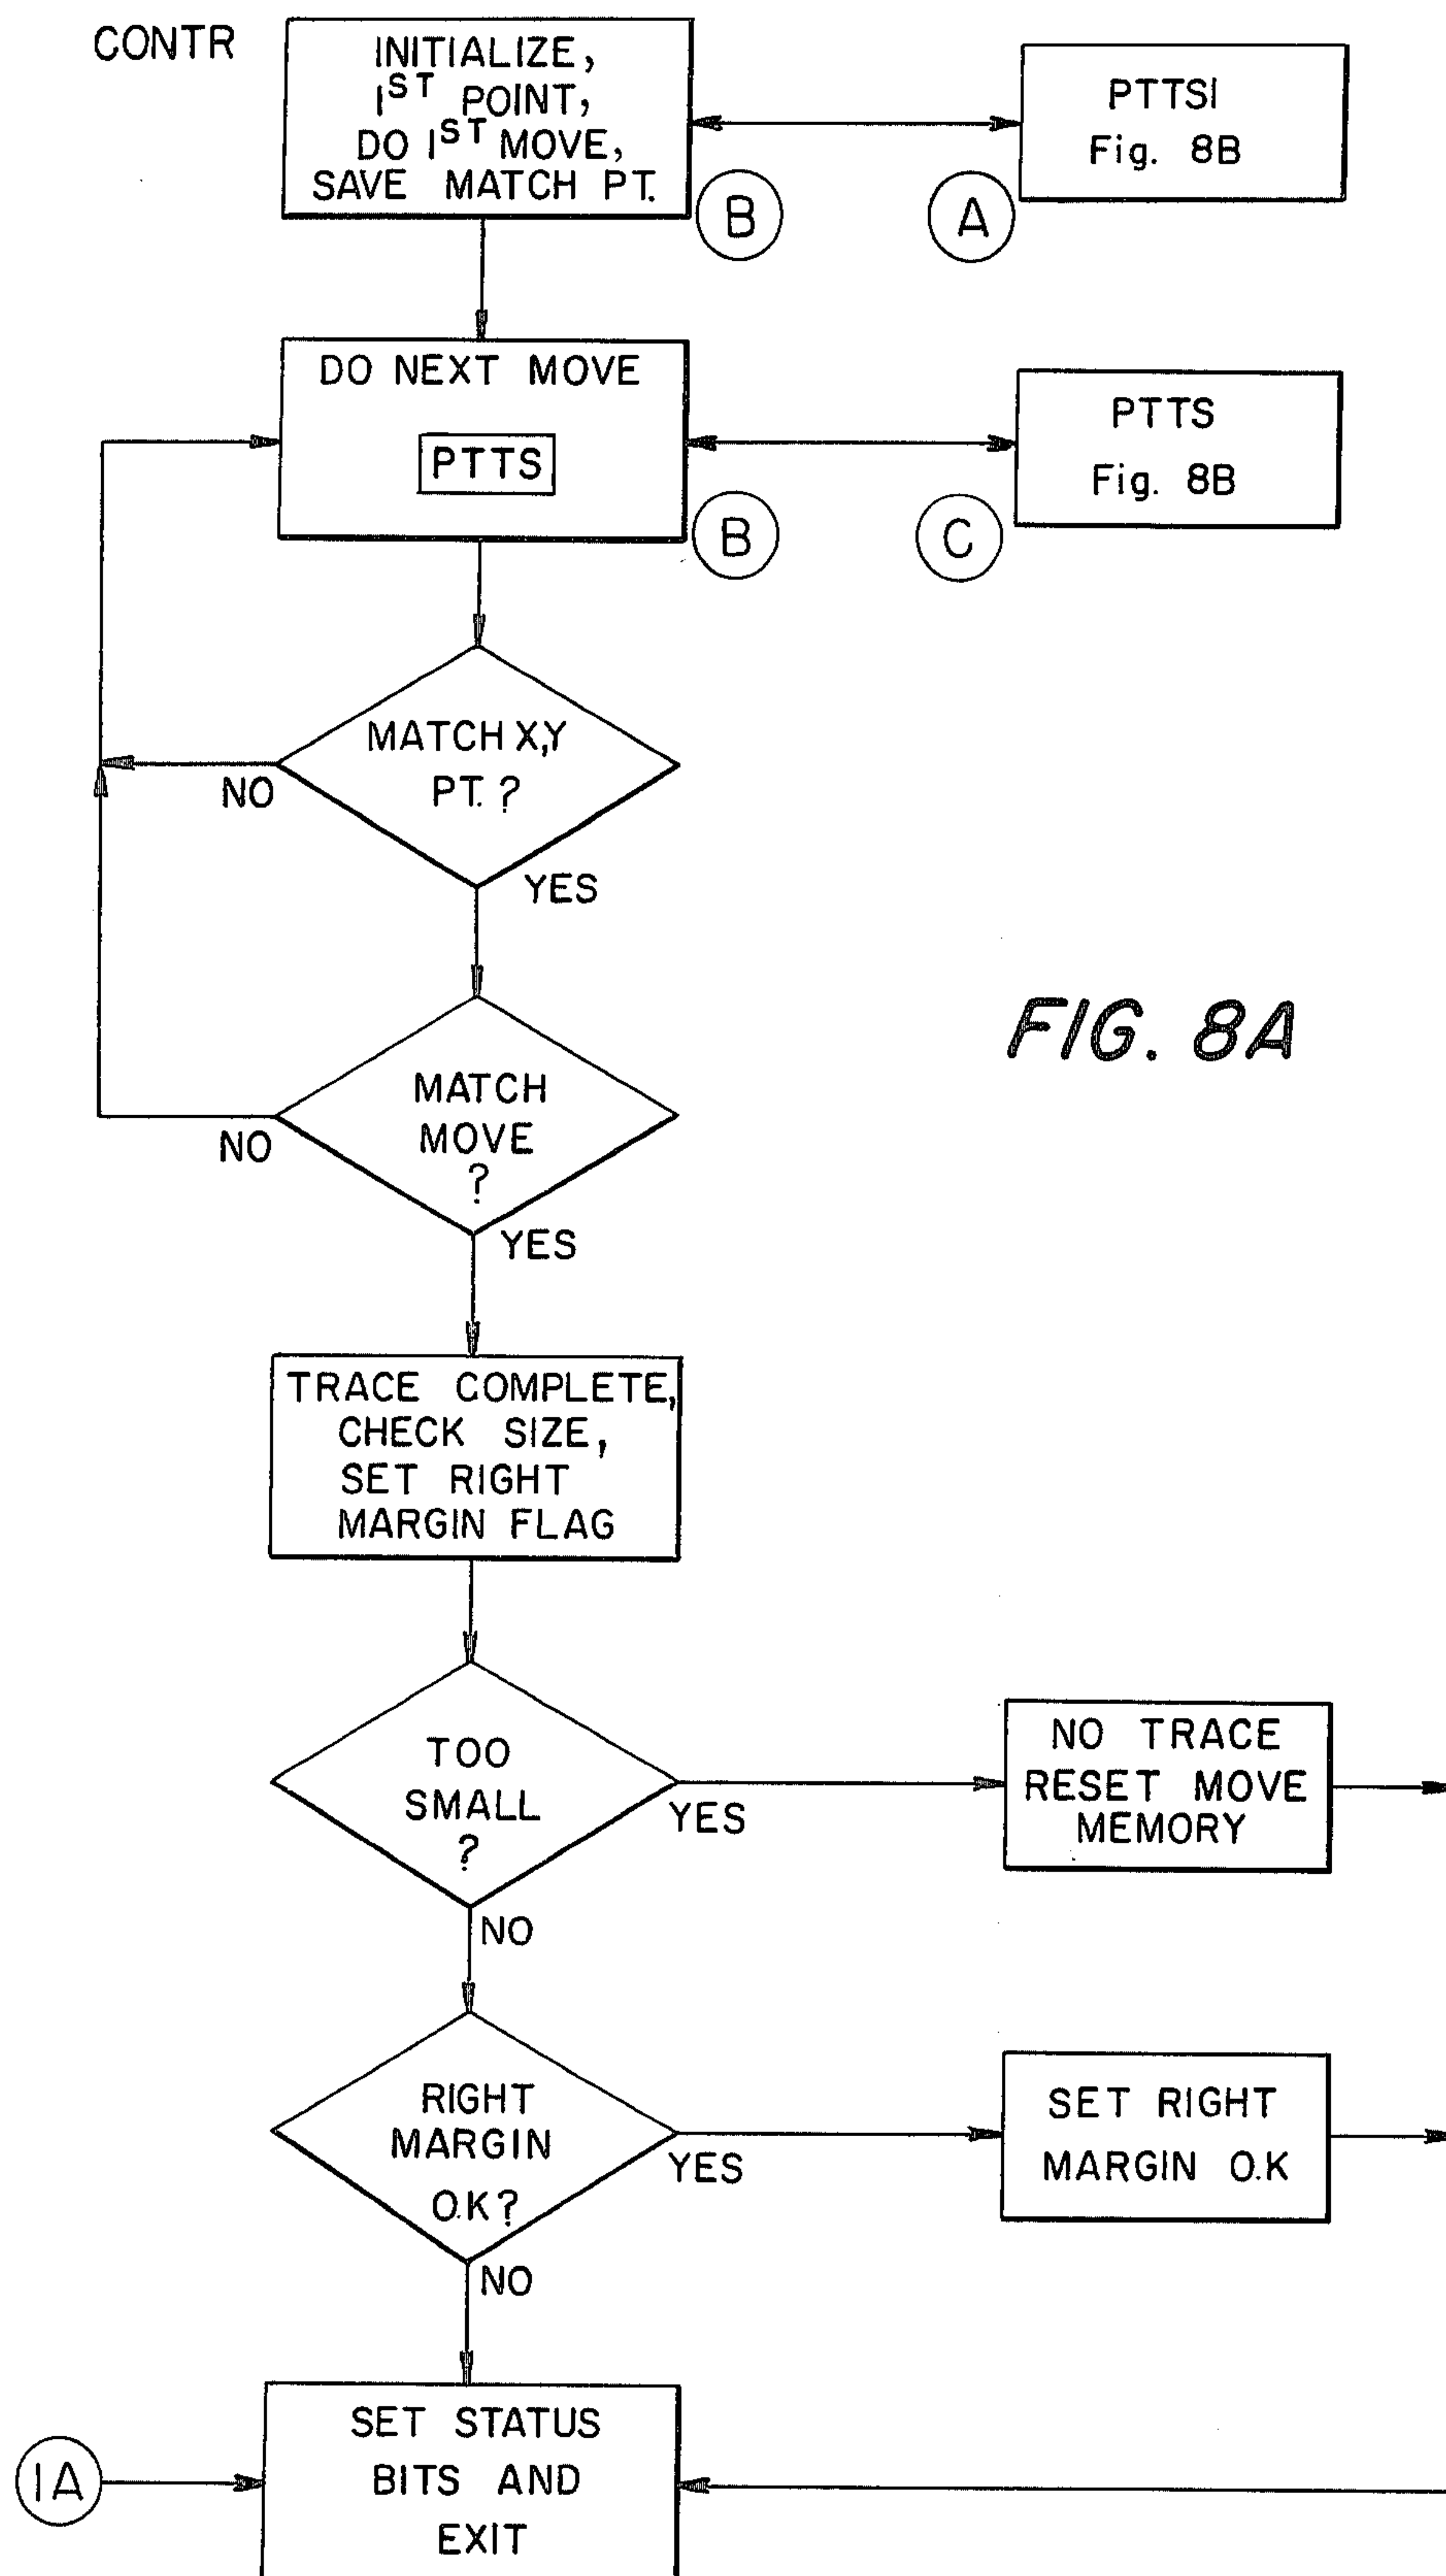 CONTR
INITIALIZE,
1ST POINT,
DO 1ST MOVE,
SAVE MATCH PT.
PTTS1
Fig. 8B
B
A
DO NEXT MOVE
PTTS
PTTS
Fig. 8B
B
C
MATCH X,Y
PT. ?
NO
YES
FIG. 8A
MATCH
MOVE
?
NO
YES
TRACE COMPLETE,
CHECK SIZE,
SET RIGHT
MARGIN FLAG
TOO
SMALL
?
YES
NO TRACE
RESET MOVE
MEMORY
NO
RIGHT
MARGIN
O.K?
YES
SET RIGHT
MARGIN O.K
NO
1A
SET STATUS
BITS AND
EXIT